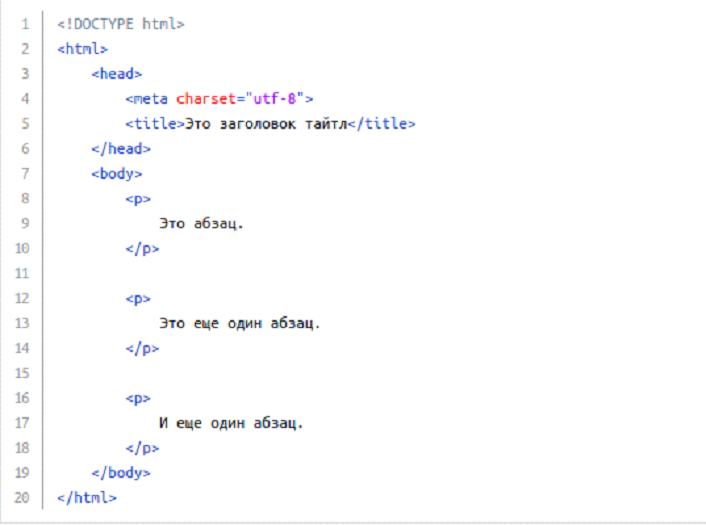 1 <!DOCTYPE html>
2 <html>
3 <head>
4 <meta charset="utf-8">
5 <title>Это заголовок тайтл</title>
6 </head>
7 <body>
8 <p>
9 Это абзац.
10 </p>
11
12 <p>
13 Это еще один абзац.
14 </p>
15
16 <p>
17 И еще один абзац.
18 </p>
19 </body>
20 </html>